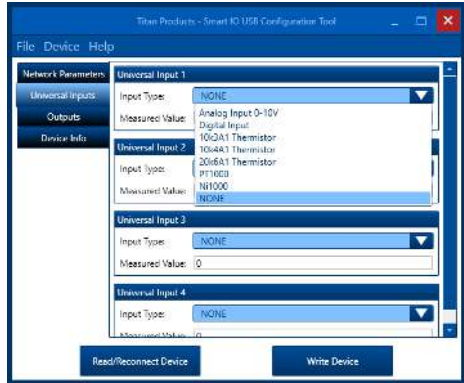 Titan Products - Smart IO USB Configuration Tool
File Device Help
Network Parameters
Universal Inputs
Outputs
Device Info
Universal Input 1
Input Type: NONE
Measured Value:
Analog Input 0-10V
Digital Input
10k3A1 Thermistor
10k4A1 Thermistor
20k6A1 Thermistor
PT1000
Ni1000
NONE
Universal Input 2
Input Type:
Measured Value:
Universal Input 3
Input Type: NONE
Measured Value: 0
Universal Input 4
Input Type: NONE
Measured Value: 0
Read/Reconnect Device
Write Device